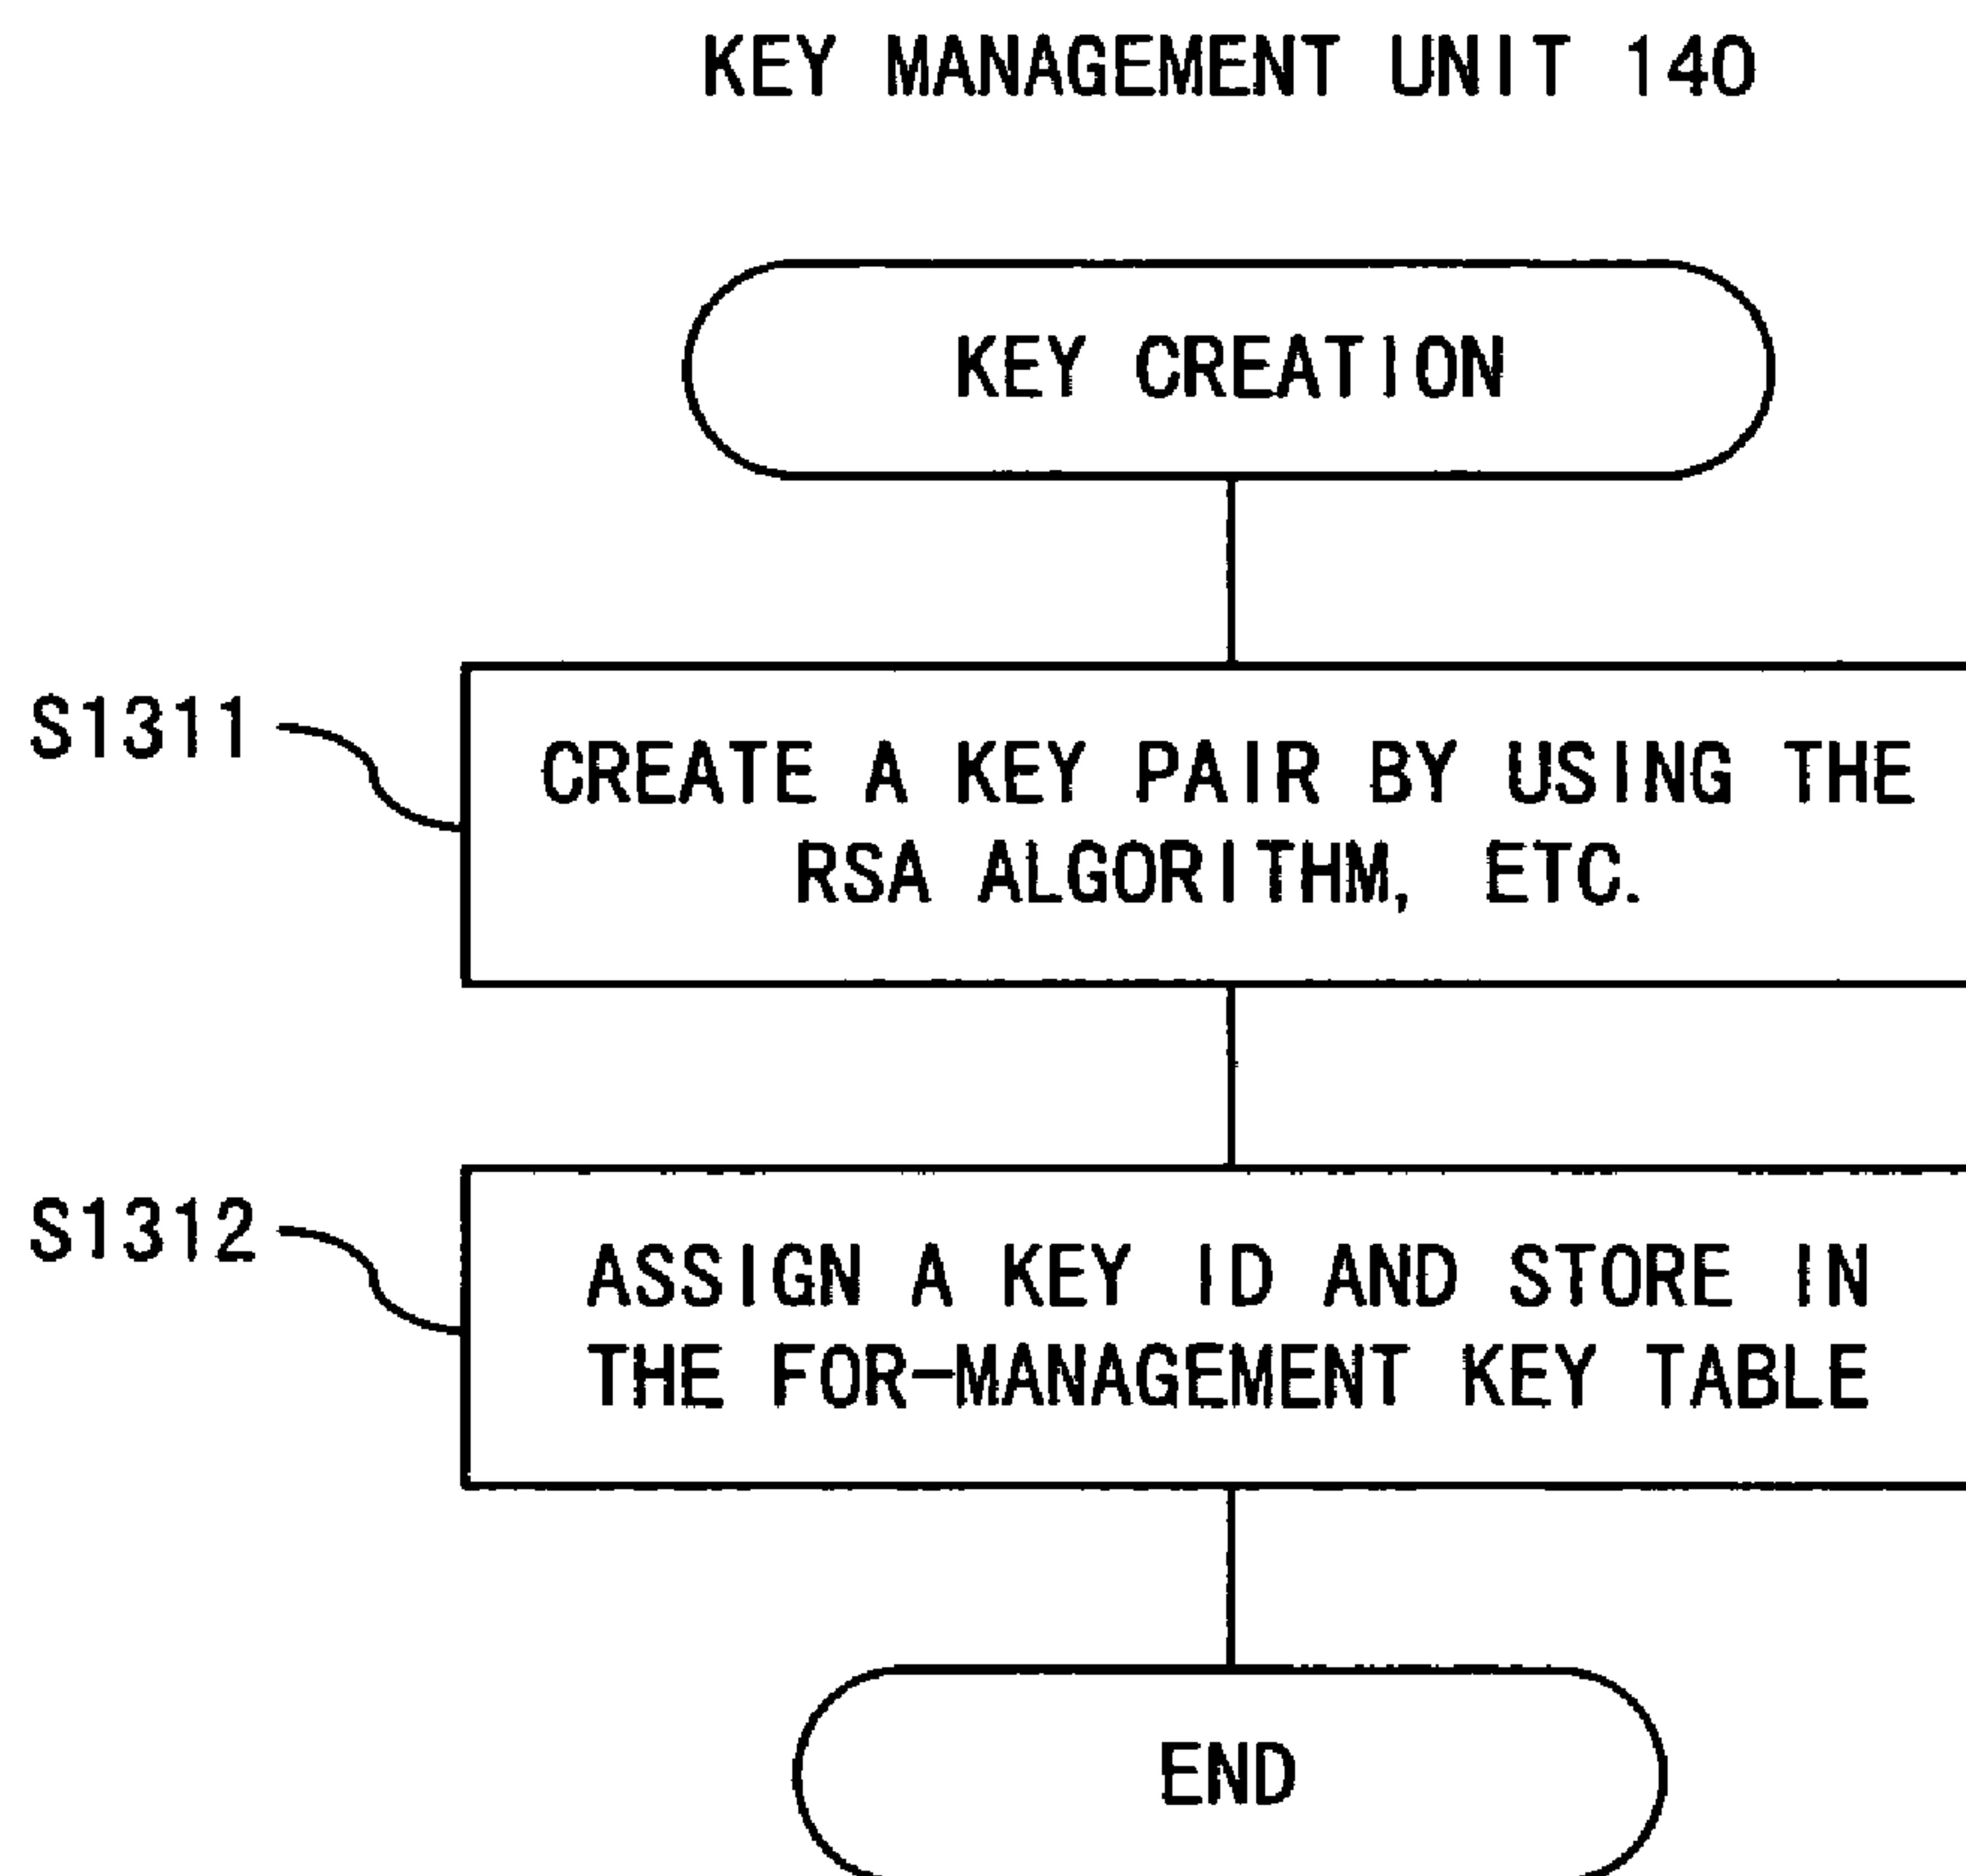 KEY MANAGEMENT UNIT 140
KEY CREATION
S1311
CREATE A KEY PAIR BY USING THE
RSA ALGORITHM, ETC.
S1312
ASSIGN A KEY ID AND STORE IN
THE FOR-MANAGEMENT KEY TABLE
END